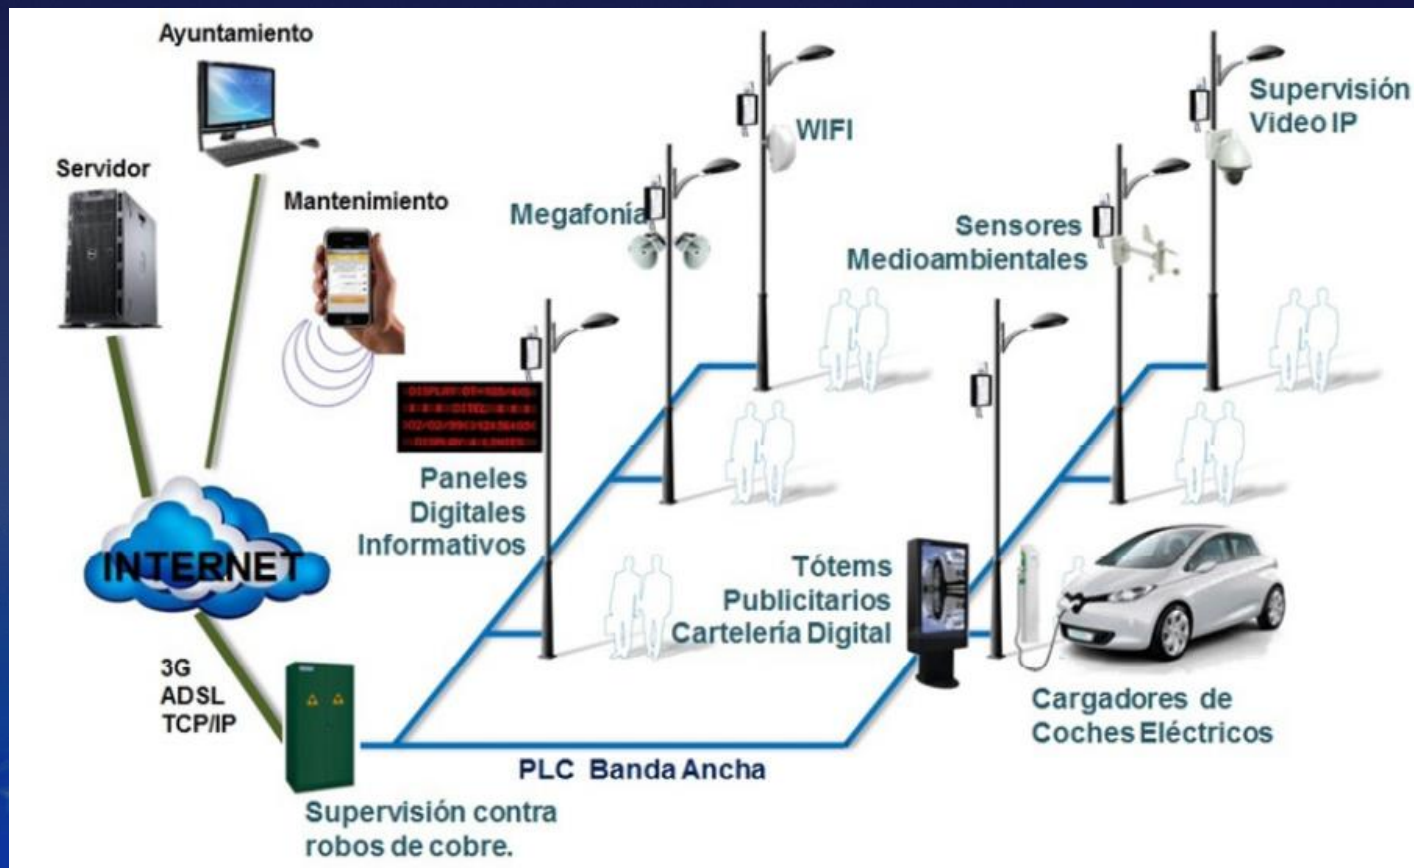 Ayuntamiento
Servidor
Mantenimiento
INTERNET
3G
ADSL
TCP/IP
Supervisión contra
robos de cobre.
PLC Banda Ancha
Paneles
Digitales
Informativos
Megafonía
WIFI
Sensores
Medioambientales
Supervisión
Video IP
Tótems
Publicitarios
Cartelería Digital
Cargadores de
Coches Eléctricos